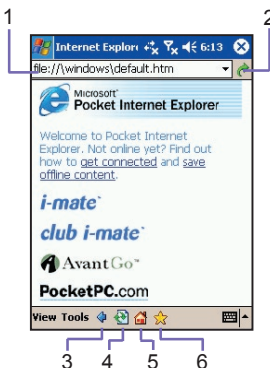 1
2
Internet Explor 6:13
file://\windows\default.htm
Microsoft®
Pocket Internet Explorer
Welcome to Pocket Internet
Explorer. Not online yet? Find out
how to get connected and save
offline content.
i-mate
club i-mate
AvantGo
PocketPC.com
View Tools
3
4
5
6